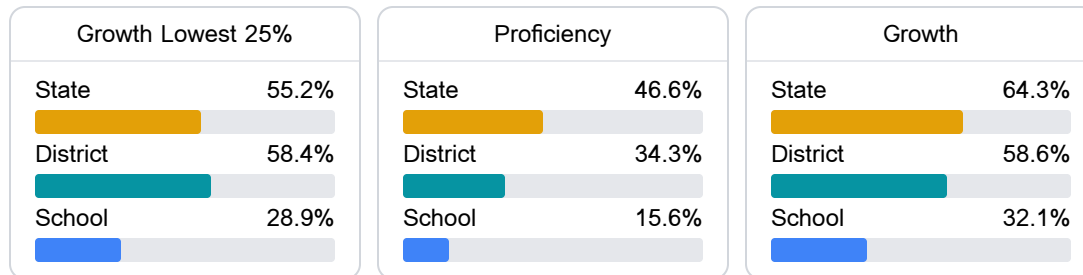 Growth Lowest 25%
State 55.2%
District 58.4%
School 28.9%
Proficiency
State 46.6%
District 34.3%
School 15.6%
Growth
State 64.3%
District 58.6%
School 32.1%